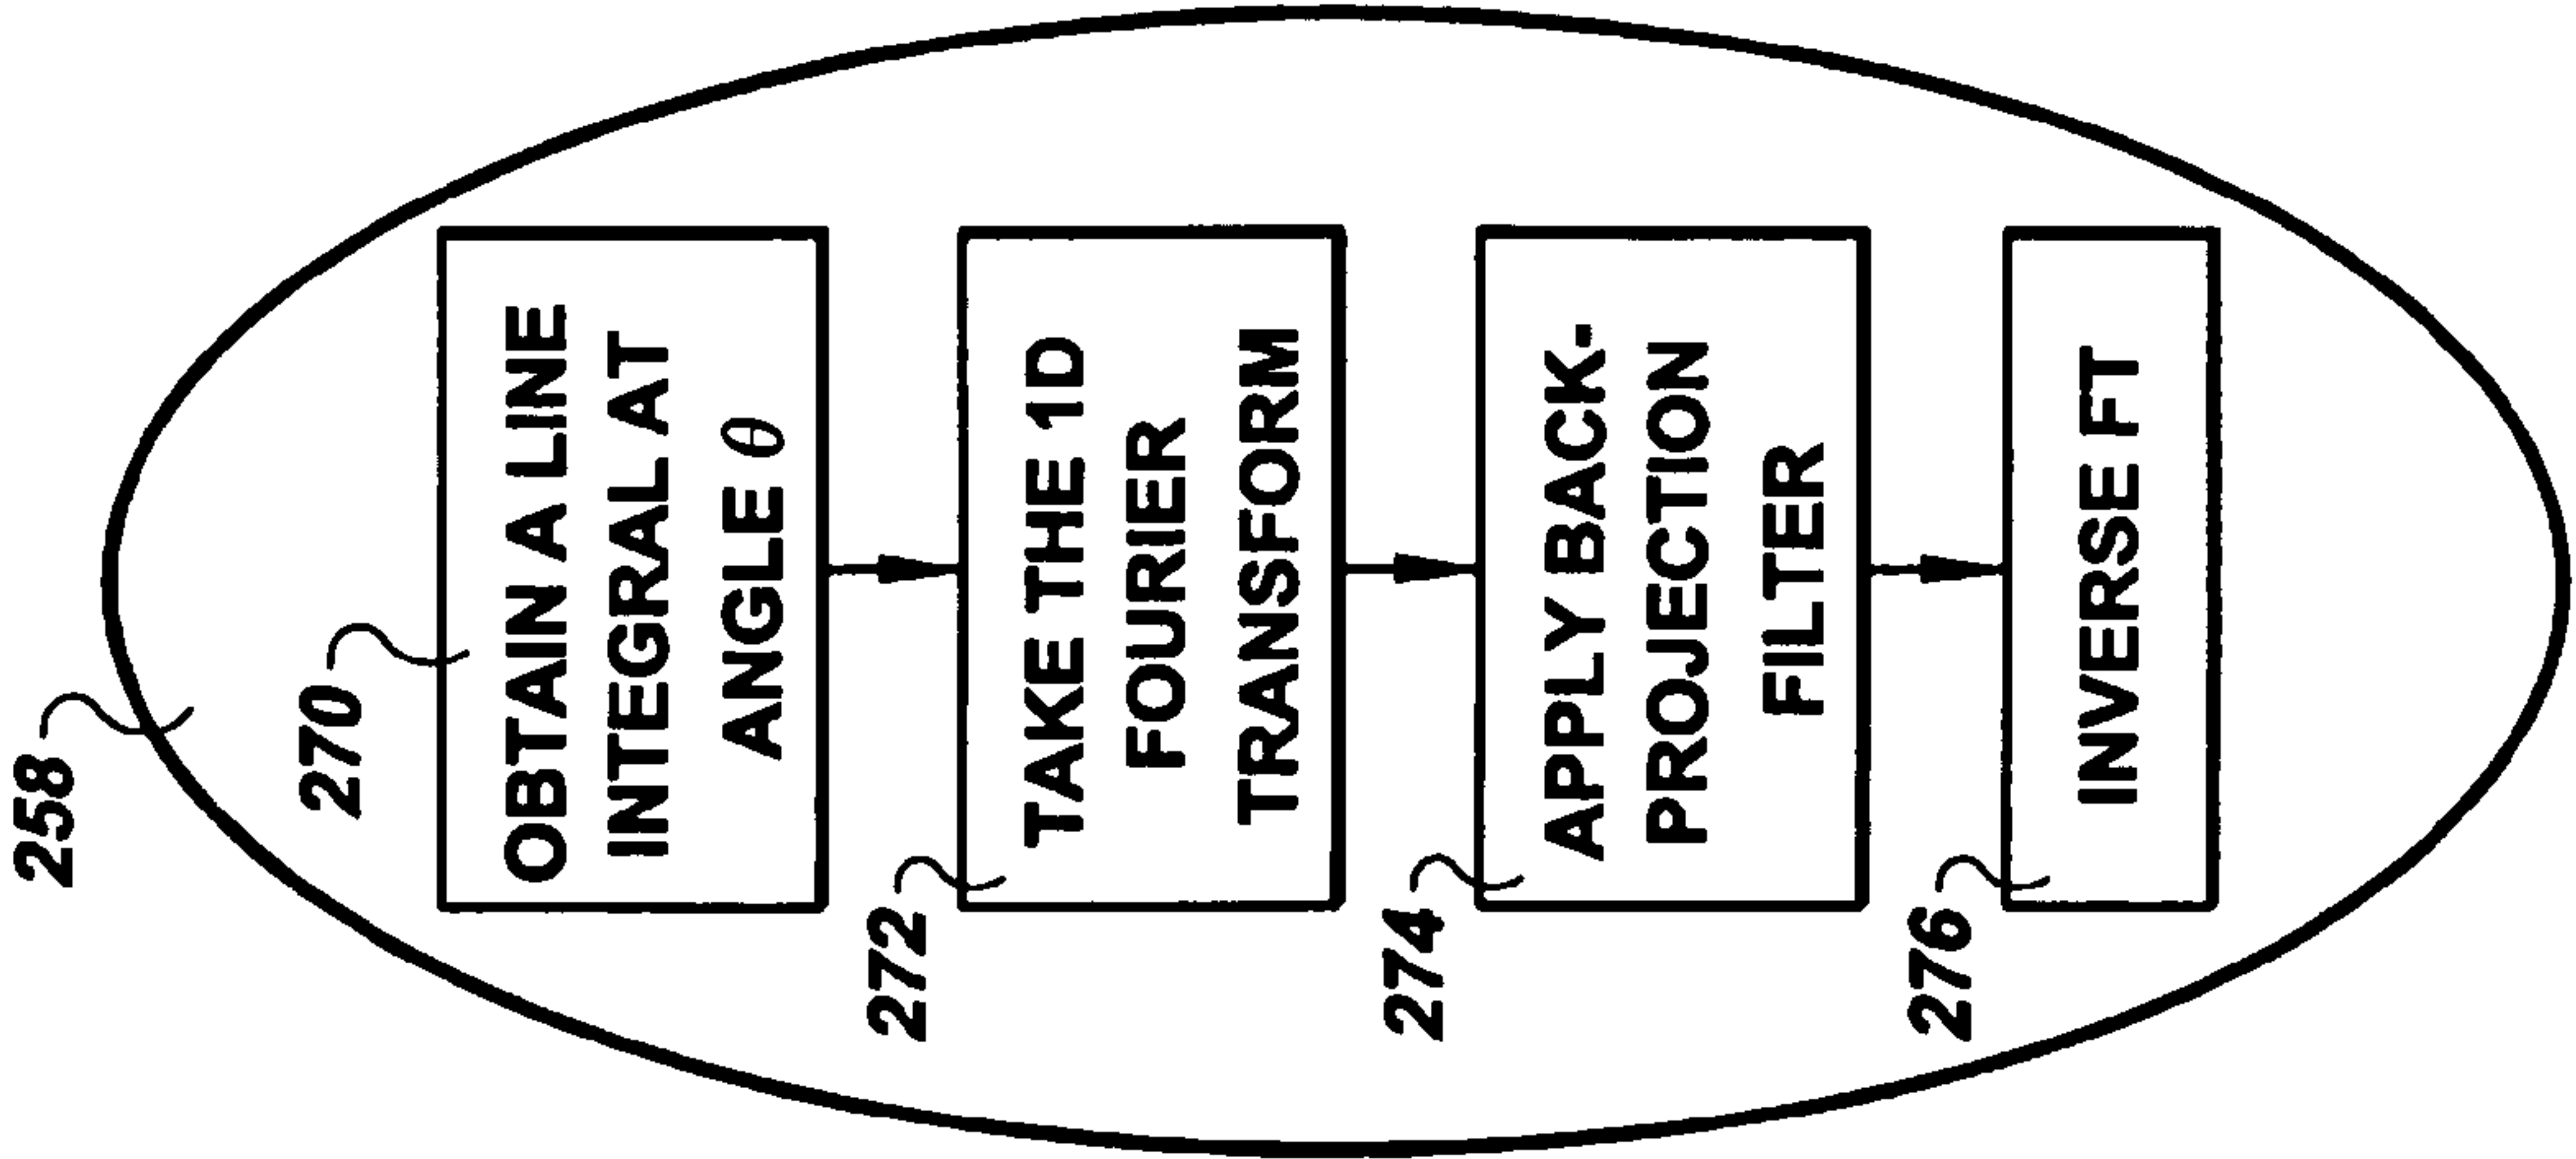 258
270
OBTAIN A LINE
INTEGRAL AT
ANGLE θ
272
TAKE THE 1D
FOURIER
TRANSFORM
274
APPLY BACK-
PROJECTION
FILTER
276
INVERSE FT